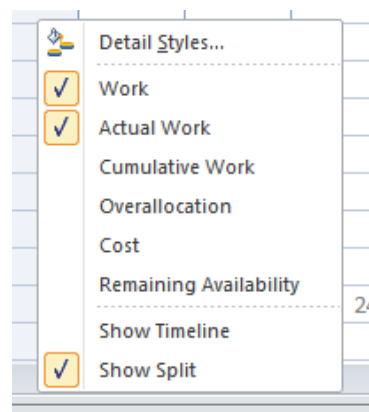 Detail Styles...
Work
Actual Work
Cumulative Work
Overallocation
Cost
Remaining Availability
Show Timeline
Show Split